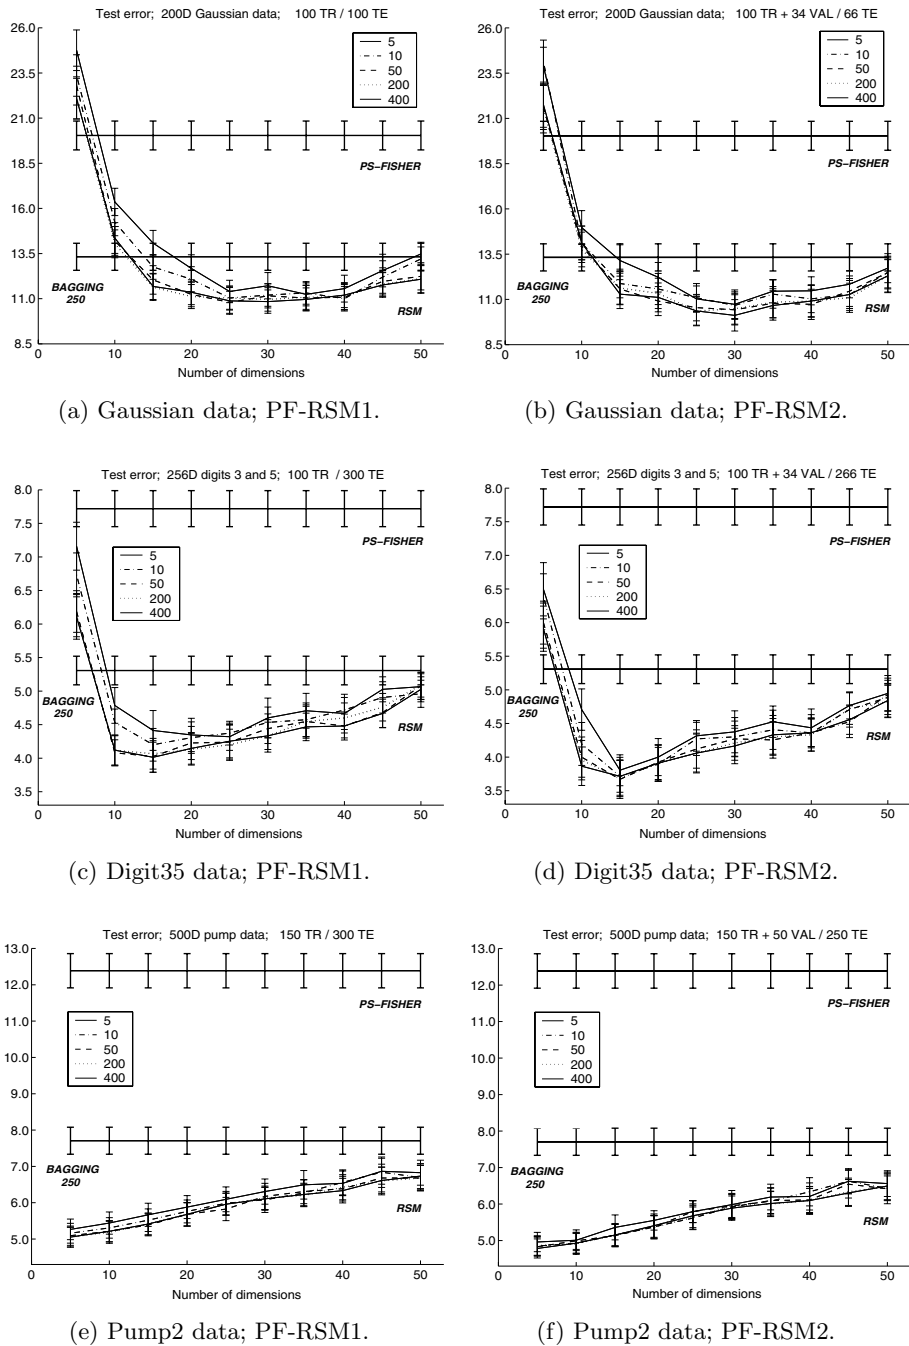 Test error; 200D Gaussian data; 100 TR / 100 TE
26.0
23.5
21.0
18.5
16.0
13.5
11.0
8.5
5
10
50
200
400
PS-FISHER
BAGGING
250
RSM
0 10 20 30 40 50
Number of dimensions
(a) Gaussian data; PF-RSM1.
Test error; 200D Gaussian data; 100 TR + 34 VAL / 66 TE
26.0
23.5
21.0
18.5
16.0
13.5
11.0
8.5
5
10
50
200
400
PS-FISHER
BAGGING
250
RSM
0 10 20 30 40 50
Number of dimensions
(b) Gaussian data; PF-RSM2.
Test error; 256D digits 3 and 5; 100 TR / 300 TE
8.0
7.5
7.0
6.5
6.0
5.5
5.0
4.5
4.0
3.5
PS-FISHER
5
10
50
200
400
BAGGING
250
RSM
0 10 20 30 40 50
Number of dimensions
(c) Digit35 data; PF-RSM1.
Test error; 256D digits 3 and 5; 100 TR + 34 VAL / 266 TE
8.0
7.5
7.0
6.5
6.0
5.5
5.0
4.5
4.0
3.5
PS-FISHER
5
10
50
200
400
BAGGING
250
RSM
0 10 20 30 40 50
Number of dimensions
(d) Digit35 data; PF-RSM2.
Test error; 500D pump data; 150 TR / 300 TE
13.0
12.0
11.0
10.0
9.0
8.0
7.0
6.0
5.0
PS-FISHER
5
10
50
200
400
BAGGING
250
RSM
0 10 20 30 40 50
Number of dimensions
(e) Pump2 data; PF-RSM1.
Test error; 500D pump data; 150 TR + 50 VAL / 250 TE
13.0
12.0
11.0
10.0
9.0
8.0
7.0
6.0
5.0
PS-FISHER
5
10
50
200
400
BAGGING
250
RSM
0 10 20 30 40 50
Number of dimensions
(f) Pump2 data; PF-RSM2.